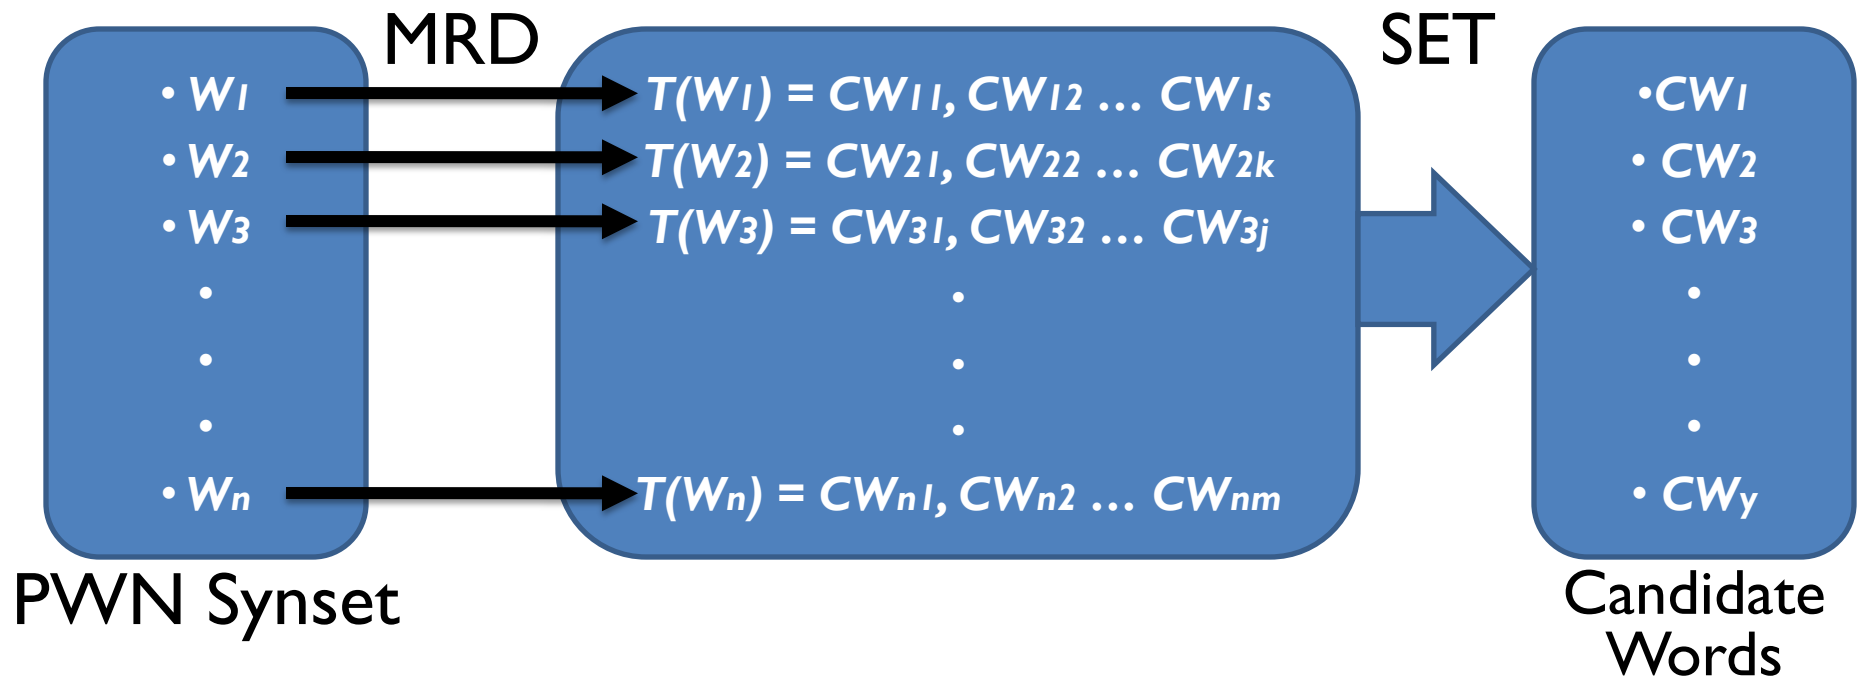 MRD
SET
• W1
• W2
• W3
•
•
•
• Wn
T(W1) = CW11, CW12 ... CW1s
T(W2) = CW21, CW22 ... CW2k
T(W3) = CW31, CW32 ... CW3j
•
•
•
T(Wn) = CWn1, CWn2 ... CWnm
•CW1
• CW2
• CW3
•
•
•
• CWy
PWN Synset
Candidate
Words